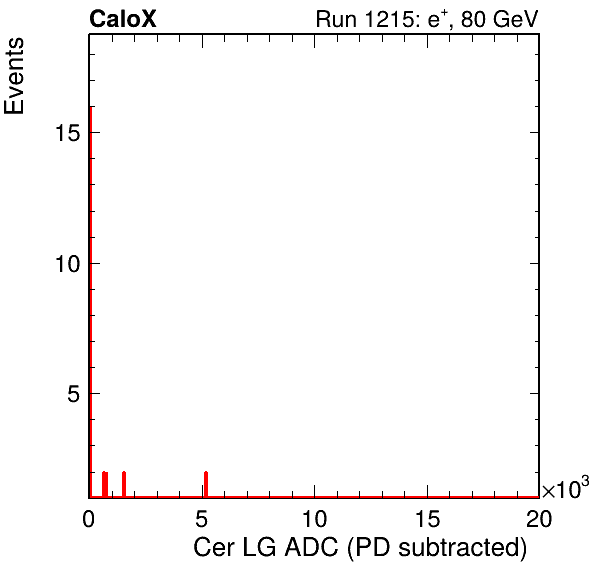 CaloX Run 1215: e⁺, 80 GeV
Events
15
10
5
0 5 10 15 20
×10³
Cer LG ADC (PD subtracted)